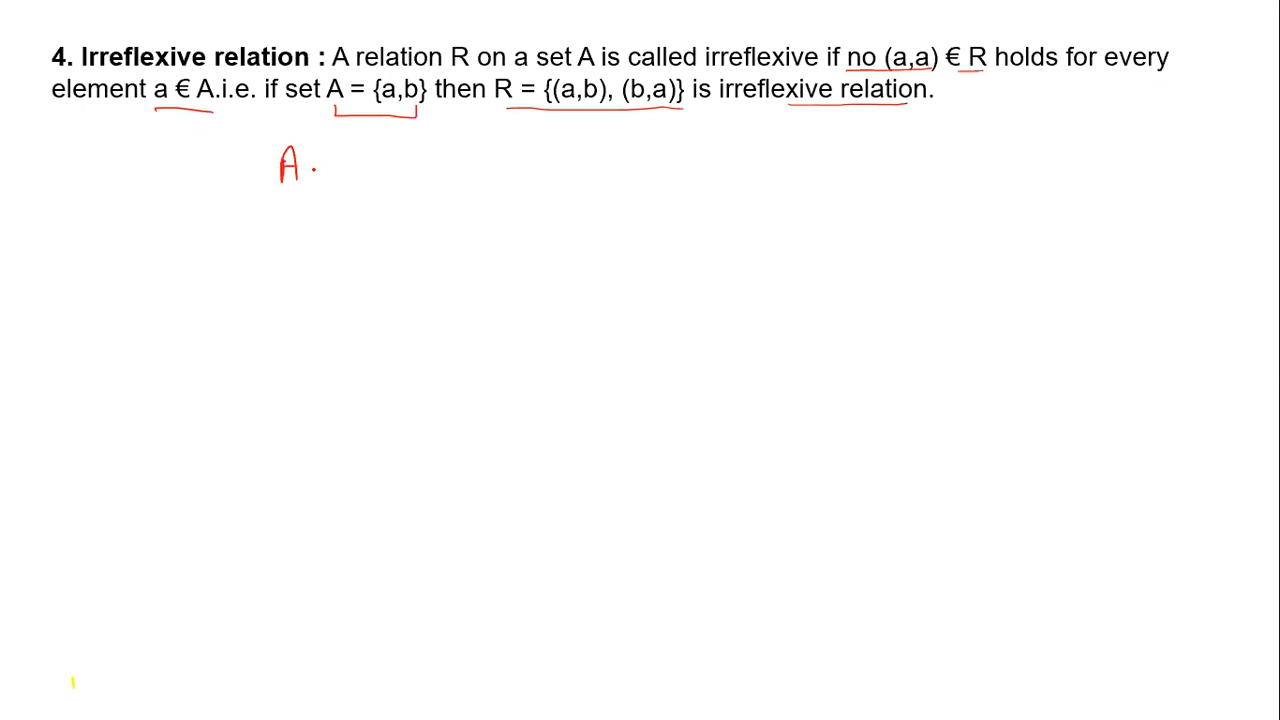 4. Irreflexive relation : A relation R on a set A is called irreflexive if no (a,a) € R holds for every
element a € A.i.e. if set A = {a,b} then R = {(a,b), (b,a)} is irreflexive relation.
A .